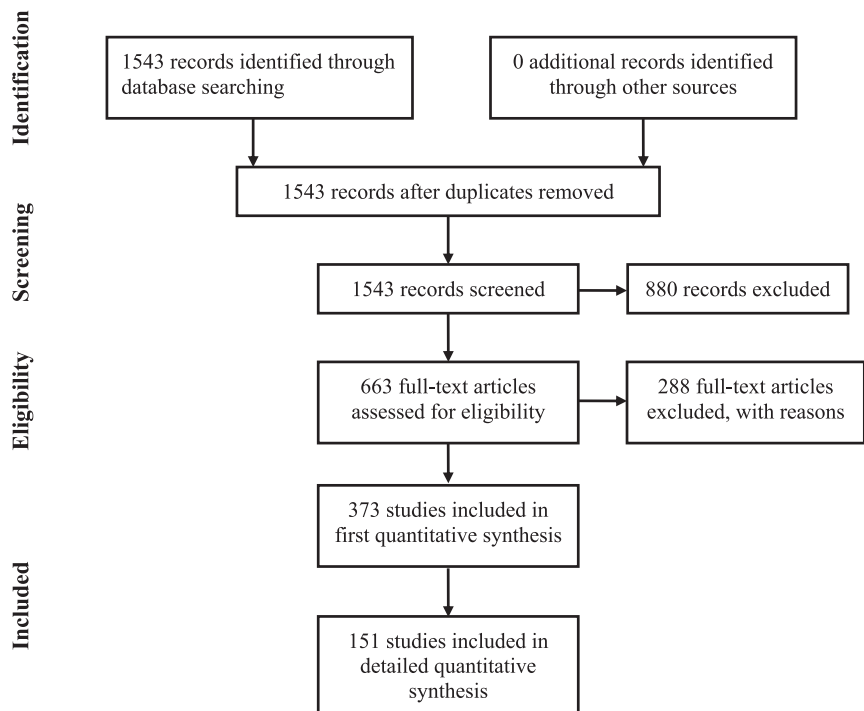 Identification
1543 records identified through
database searching
0 additional records identified
through other sources
1543 records after duplicates removed
Screening
1543 records screened
880 records excluded
Eligibility
663 full-text articles
assessed for eligibility
288 full-text articles
excluded, with reasons
Included
373 studies included in
first quantitative synthesis
151 studies included in
detailed quantitative
synthesis